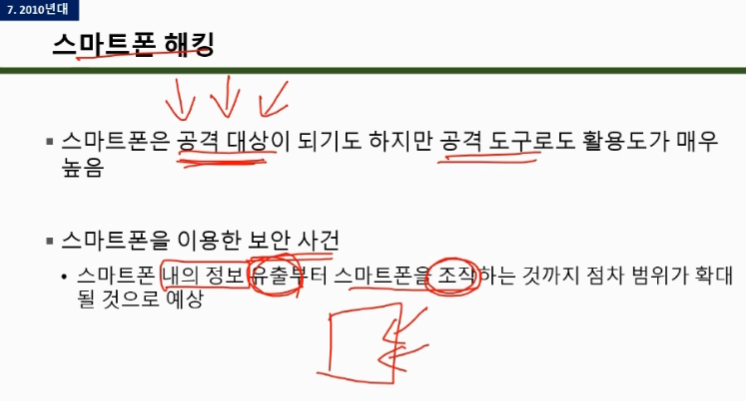 7. 2010년대
스마트폰 해킹
▪ 스마트폰은 공격 대상이 되기도 하지만 공격 도구로도 활용도가 매우
높음
▪ 스마트폰을 이용한 보안 사건
• 스마트폰 내의 정보 유출부터 스마트폰을 조작하는 것까지 점차 범위가 확대
될 것으로 예상